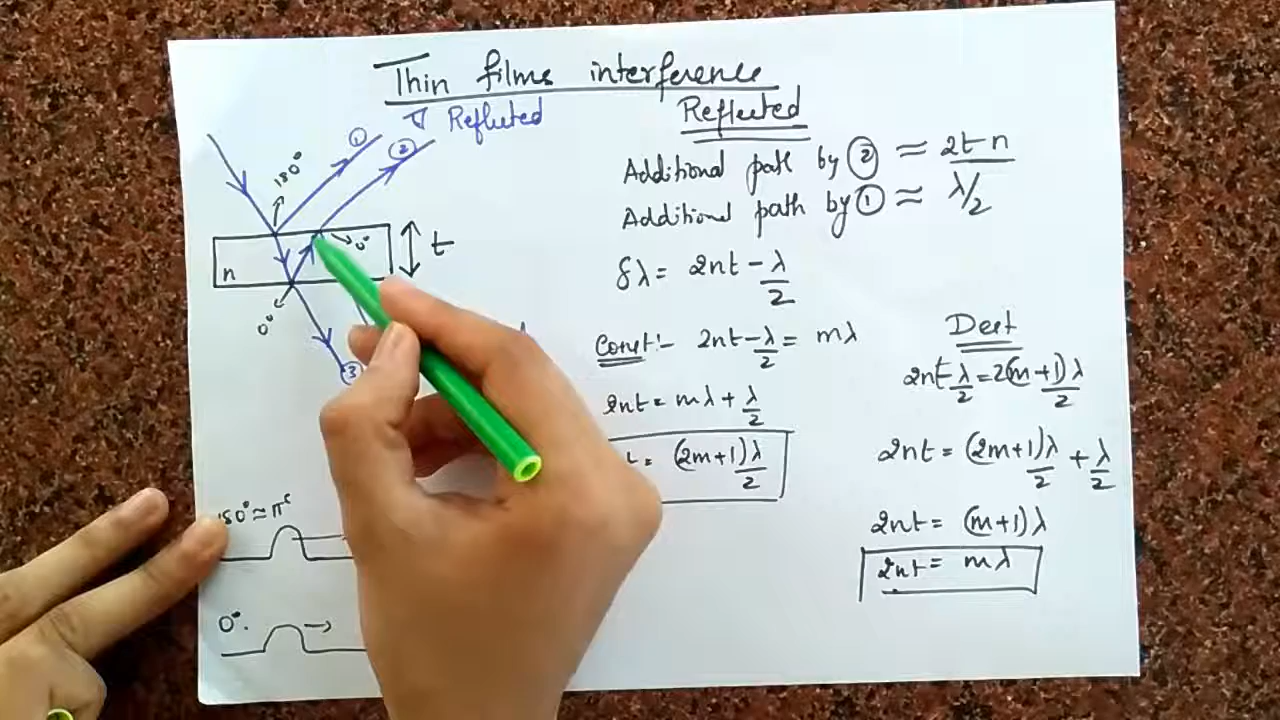 Thin films interference
Reflected
① ②
180°
0°
n
t
0°
③
180° ≈ πᶜ
0°.
Reflected
Additional path by ② ≈ 2t-n
Additional path by ① ≈ λ/2
δλ = 2nt - λ/2
Const:- 2nt - λ/2 = mλ
2nt = mλ + λ/2
t = (2m+1)λ/2
Dest
2nt - λ/2 = 2(m+1)λ/2
2nt = (2m+1)λ/2 + λ/2
2nt = (m+1)λ
2nt = mλ